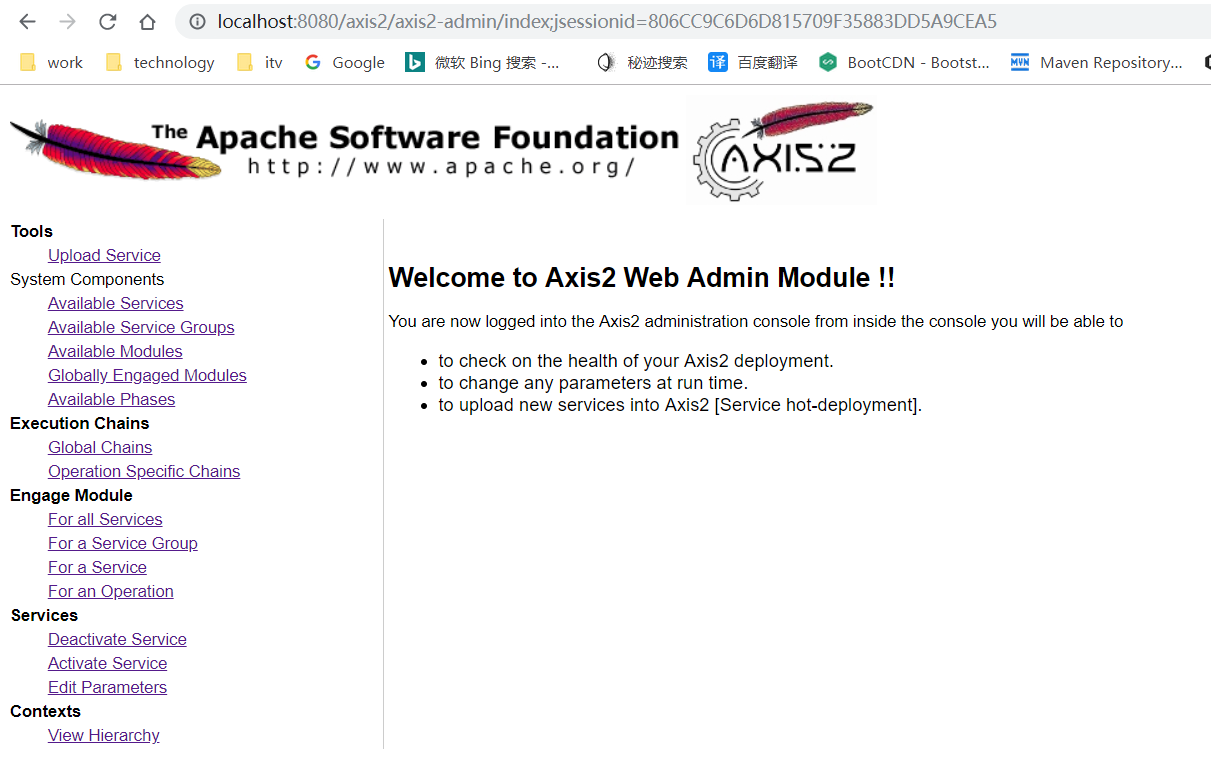 localhost:8080/axis2/axis2-admin/index;jsessionid=806CC9C6D6D815709F35883DD5A9CEA5
work technology itv Google 微软 Bing 搜索 -... 秘迹搜索 译 百度翻译 BootCDN - Bootst... MVN Maven Repository...
The Apache Software Foundation
http://www.apache.org/
AXIS2
Tools
Upload Service
System Components
Available Services
Available Service Groups
Available Modules
Globally Engaged Modules
Available Phases
Execution Chains
Global Chains
Operation Specific Chains
Engage Module
For all Services
For a Service Group
For a Service
For an Operation
Services
Deactivate Service
Activate Service
Edit Parameters
Contexts
View Hierarchy
Welcome to Axis2 Web Admin Module !!
You are now logged into the Axis2 administration console from inside the console you will be able to
• to check on the health of your Axis2 deployment.
• to change any parameters at run time.
• to upload new services into Axis2 [Service hot-deployment].